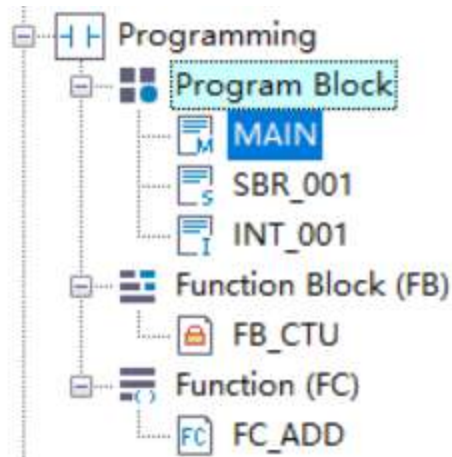 Programming
Program Block
MAIN
SBR_001
INT_001
Function Block (FB)
FB_CTU
Function (FC)
FC_ADD